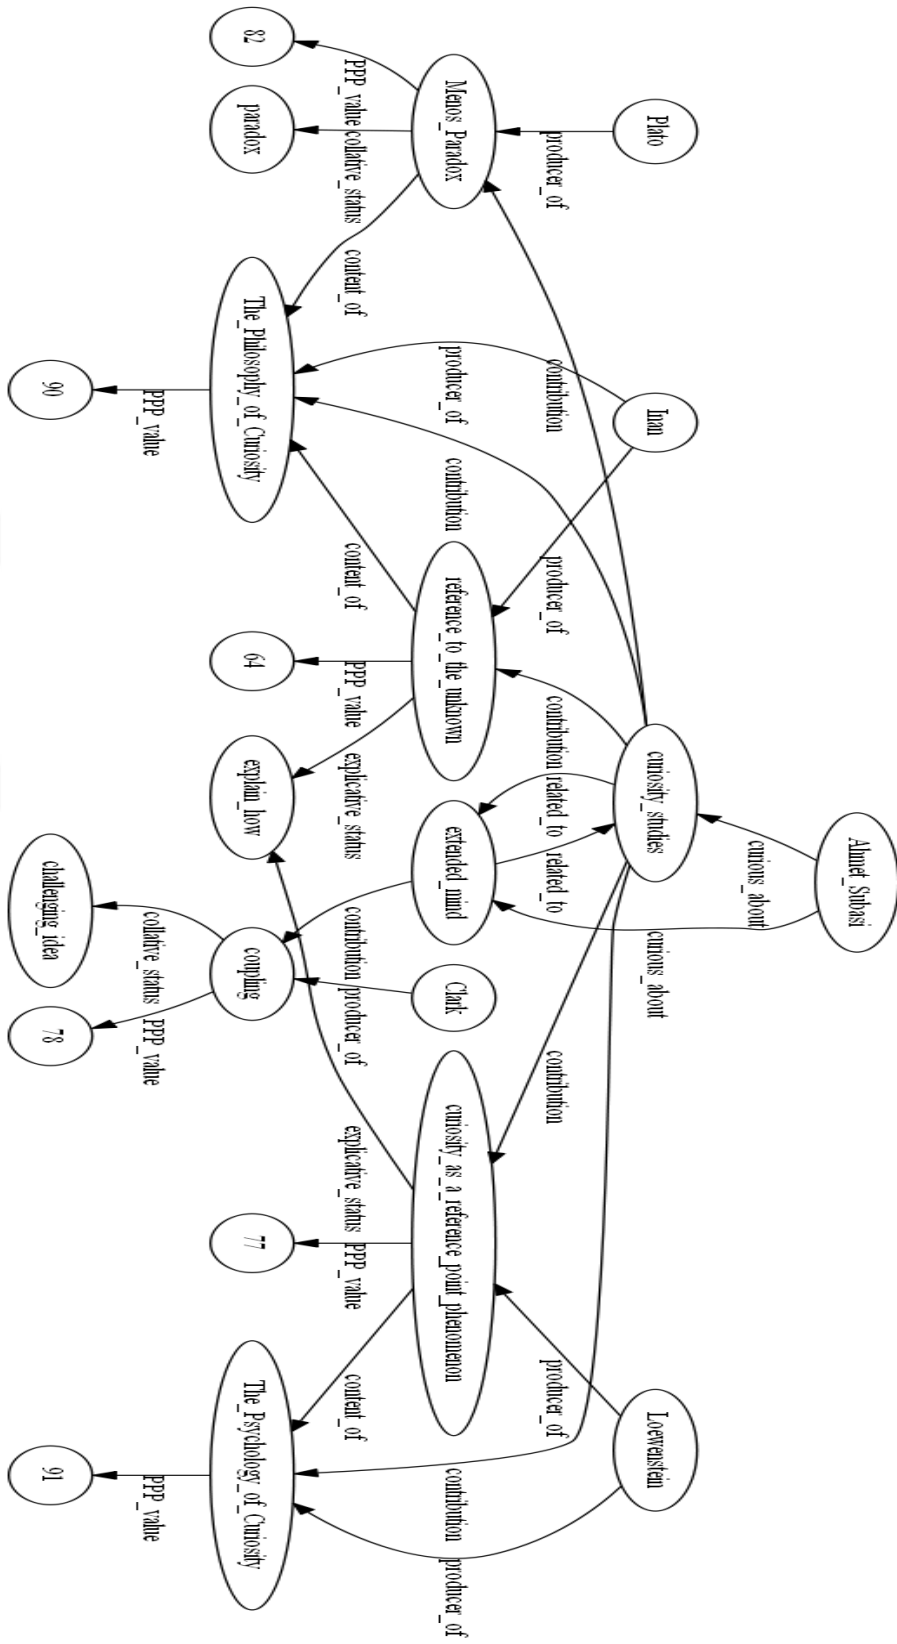 Ahmet_Subasi
curious_about
Plato
Inan
curiosity_studies
curious_about
Loewenstein
producer_of
contribution
producer_of
contribution
related_to
related_to
contribution
producer_of
Menos_Paradox
producer_of
contribution
reference_to_the_unknown
extended_mind
Clark
curiosity_as_a_reference_point_phenomenon
contribution
producer_of
PPP_value
collative_status
content_of
content_of
PPP_value
explicative_status
contribution
producer_of
explicative_status
PPP_value
content_of
82
paradox
The_Philosophy_of_Curiosity
64
explain_how
coupling
77
The_Psychology_of_Curiosity
PPP_value
collative_status
PPP_value
PPP_value
90
challenging_idea
78
91